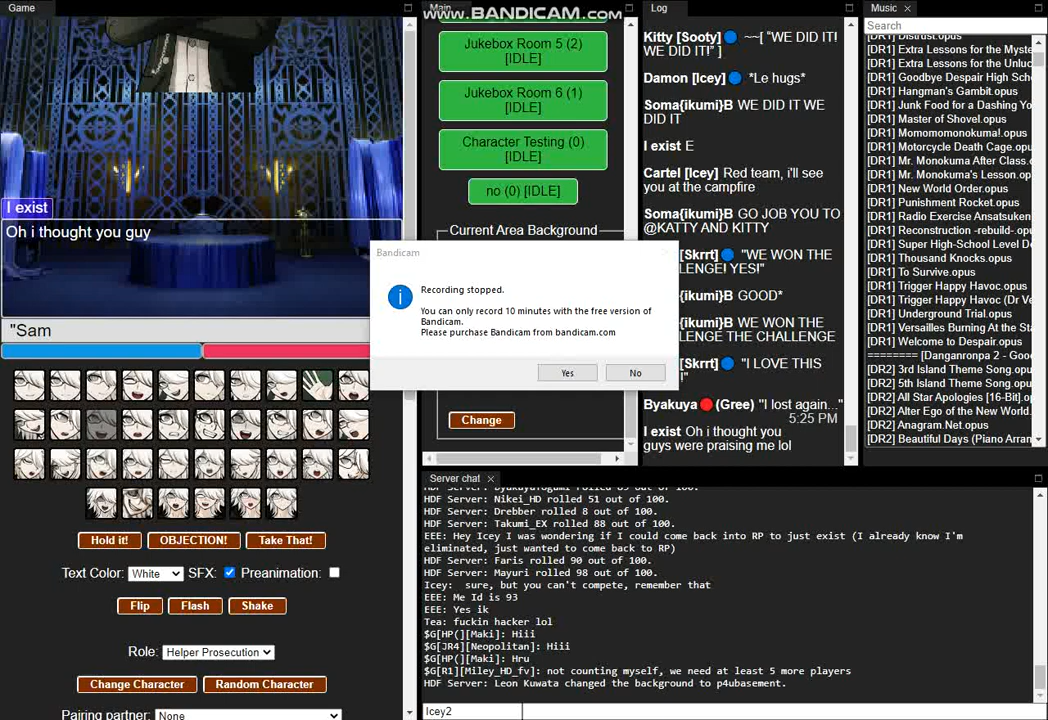 Game
Main
Log
Music
WWW.BANDICAM.COM
I exist
Oh i thought you guy
"Sam
Hold it!
OBJECTION!
Take That!
Text Color: White SFX: Preanimation:
Flip
Flash
Shake
Role: Helper Prosecution
Change Character
Random Character
Pairing partner: None
Jukebox Room 5 (2)
[IDLE]
Jukebox Room 6 (1)
[IDLE]
Character Testing (0)
[IDLE]
no (0) [IDLE]
Current Area Background
Change
Bandicam
Recording stopped.
You can only record 10 minutes with the free version of
Bandicam.
Please purchase Bandicam from bandicam.com
Yes
No
Kitty [Sooty] ~~[ "WE DID IT!
WE DID IT!" ]
Damon [Icey] *Le hugs*
Soma{ikumi}B WE DID IT WE
DID IT
I exist E
Cartel [Icey] Red team, i'll see
you at the campfire
Soma{ikumi}B GO JOB YOU TO
@KATTY AND KITTY
[Skrrt] "WE WON THE
LENGE! YES!"
{ikumi}B GOOD*
{ikumi}B WE WON THE
LENGE THE CHALLENGE
[Skrrt] "I LOVE THIS
!"
Byakuya (Gree) "I lost again..."
5:25 PM
I exist Oh i thought you
guys were praising me lol
Search
[DR1] Distrust.opus
[DR1] Extra Lessons for the Myste
[DR1] Extra Lessons for the Unluc
[DR1] Goodbye Despair High Sch
[DR1] Hangman's Gambit.opus
[DR1] Junk Food for a Dashing Yo
[DR1] Master of Shovel.opus
[DR1] Momomomonokuma!.opus
[DR1] Motorcycle Death Cage.opus
[DR1] Mr. Monokuma After Class.o
[DR1] Mr. Monokuma's Lesson.op
[DR1] New World Order.opus
[DR1] Punishment Rocket.opus
[DR1] Radio Exercise Ansatsuken
[DR1] Reconstruction -rebuild-.opu
[DR1] Super High-School Level De
[DR1] Thousand Knocks.opus
[DR1] To Survive.opus
[DR1] Trigger Happy Havoc.opus
[DR1] Trigger Happy Havoc (Dr Ve
[DR1] Underground Trial.opus
[DR1] Versailles Burning At the Sta
[DR1] Welcome to Despair.opus
======== [Danganronpa 2 - Goo
[DR2] 3rd Island Theme Song.opus
[DR2] 5th Island Theme Song.opus
[DR2] All Star Apologies [16-Bit].op
[DR2] Alter Ego of the New World.
[DR2] Anagram.Net.opus
[DR2] Beautiful Days (Piano Arran
Server chat
HDF Server: byakuyatogami rolled 89 out of 100.
HDF Server: Nikei_HD rolled 51 out of 100.
HDF Server: Drebber rolled 8 out of 100.
HDF Server: Takumi_EX rolled 88 out of 100.
EEE: Hey Icey I was wondering if I could come back into RP to just exist (I already know I'm
eliminated, just wanted to come back to RP)
HDF Server: Faris rolled 90 out of 100.
HDF Server: Mayuri rolled 98 out of 100.
Icey: sure, but you can't compete, remember that
EEE: Me Id is 93
EEE: Yes ik
Tea: fuckin hacker lol
$G[HP(][Maki]: Hiii
$G[JR4][Neopolitan]: Hiii
$G[HP(][Maki]: Hru
$G[R1][Miley_HD_fv]: not counting myself, we need at least 5 more players
HDF Server: Leon Kuwata changed the background to p4ubasement.
Icey2